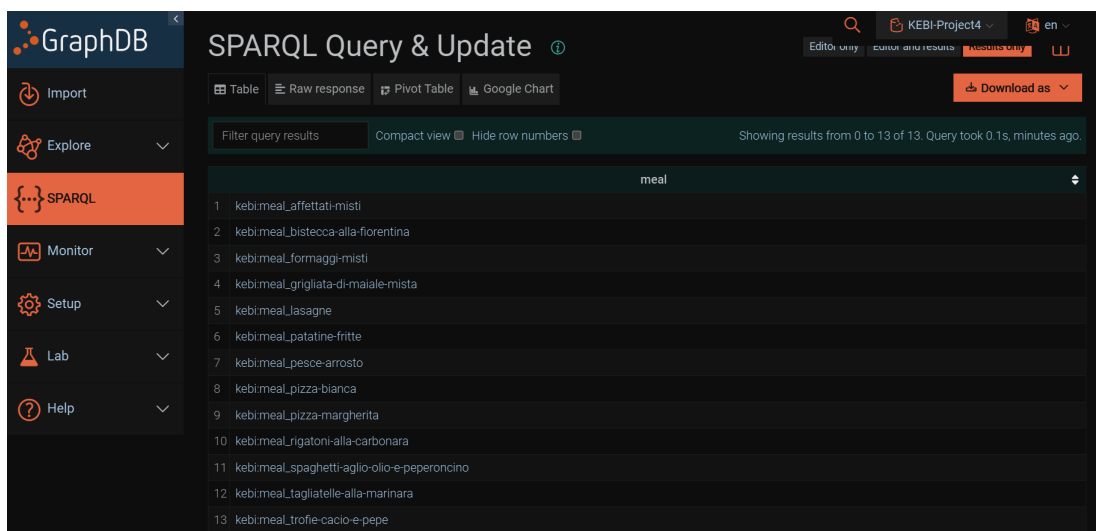 GraphDB
Import
Explore
SPARQL
Monitor
Setup
Lab
Help
SPARQL Query & Update
KEBI-Project4
en
Editor only
Editor and results
Results only
Table
Raw response
Pivot Table
Google Chart
Download as
Filter query results
Compact view
Hide row numbers
Showing results from 0 to 13 of 13. Query took 0.1s, minutes ago.
meal
1 kebi:meal_affettati-misti
2 kebi:meal_bistecca-alla-fiorentina
3 kebi:meal_formaggi-misti
4 kebi:meal_grigliata-di-maiale-mista
5 kebi:meal_lasagne
6 kebi:meal_patatine-fritte
7 kebi:meal_pesce-arrosto
8 kebi:meal_pizza-bianca
9 kebi:meal_pizza-margherita
10 kebi:meal_rigatoni-alla-carbonara
11 kebi:meal_spaghetti-aglio-olio-e-peperoncino
12 kebi:meal_tagliatelle-alla-marinara
13 kebi:meal_trofie-cacio-e-pepe